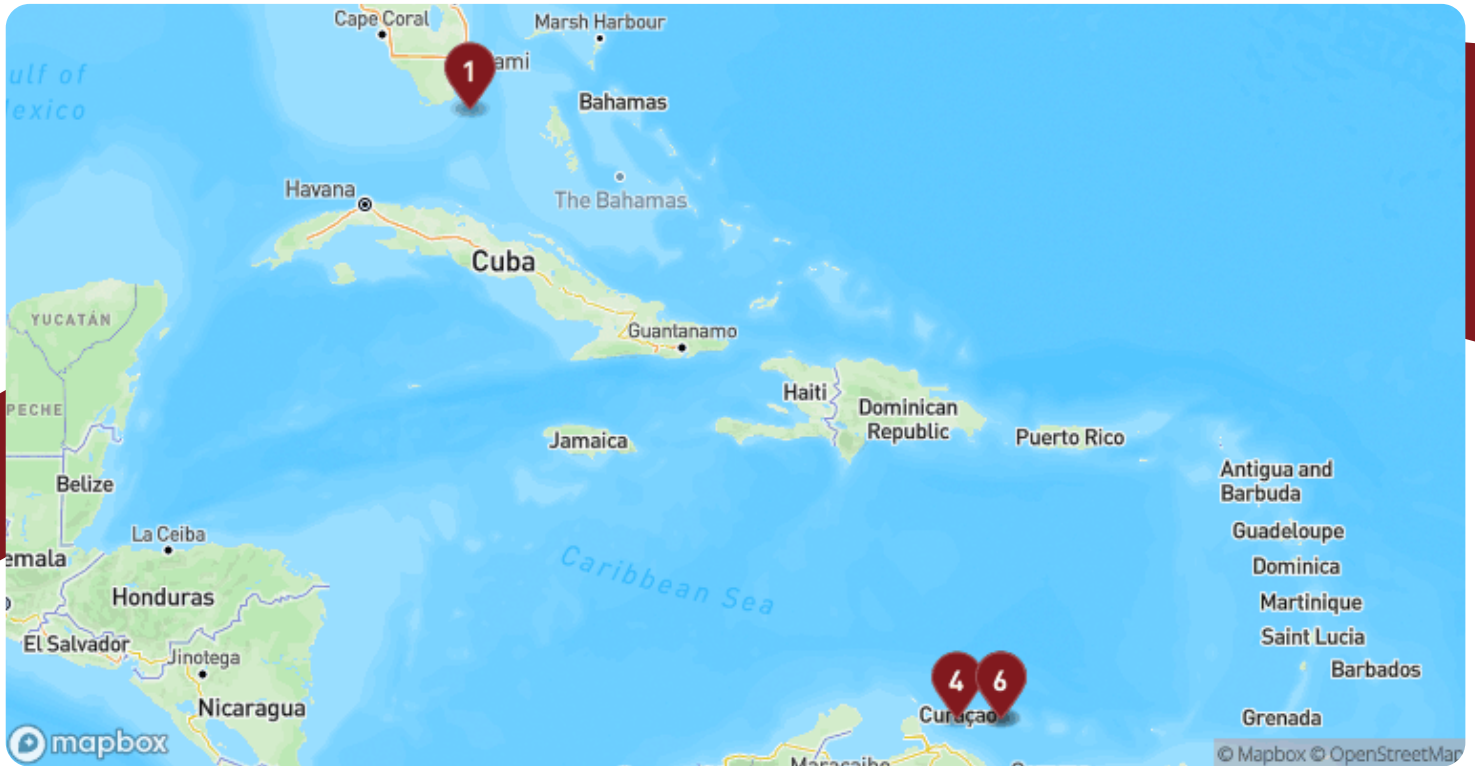 Cape Coral
Marsh Harbour
1
ami
ulf of
exico
Bahamas
Havana
The Bahamas
Cuba
YUCATÁN
Guantanamo
Haiti
Dominican
Republic
PECHE
Jamaica
Puerto Rico
Antigua and
Barbuda
Belize
La Ceiba
Guadeloupe
emala
Caribbean Sea
Dominica
Honduras
Martinique
El Salvador
Saint Lucia
Jinotega
Barbados
4
6
Nicaragua
Curaçao
Grenada
mapbox
Maracaibo
© Mapbox © OpenStreetMap